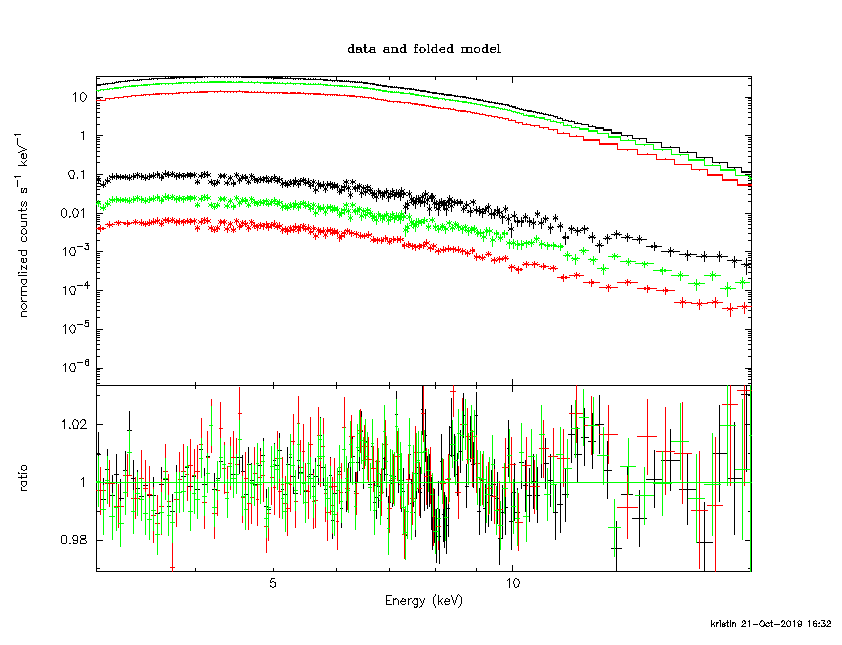 data and folded model
normalized counts s⁻¹ keV⁻¹
10
1
0.1
0.01
10⁻³
10⁻⁴
10⁻⁵
10⁻⁶
ratio
1.02
1
0.98
5
10
Energy (keV)
kristin 21-Oct-2019 16:32